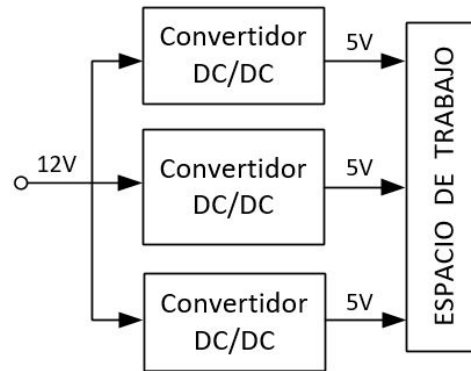 Convertidor
DC/DC
5V
12V
Convertidor
DC/DC
5V
Convertidor
DC/DC
5V
ESPACIO DE TRABAJO